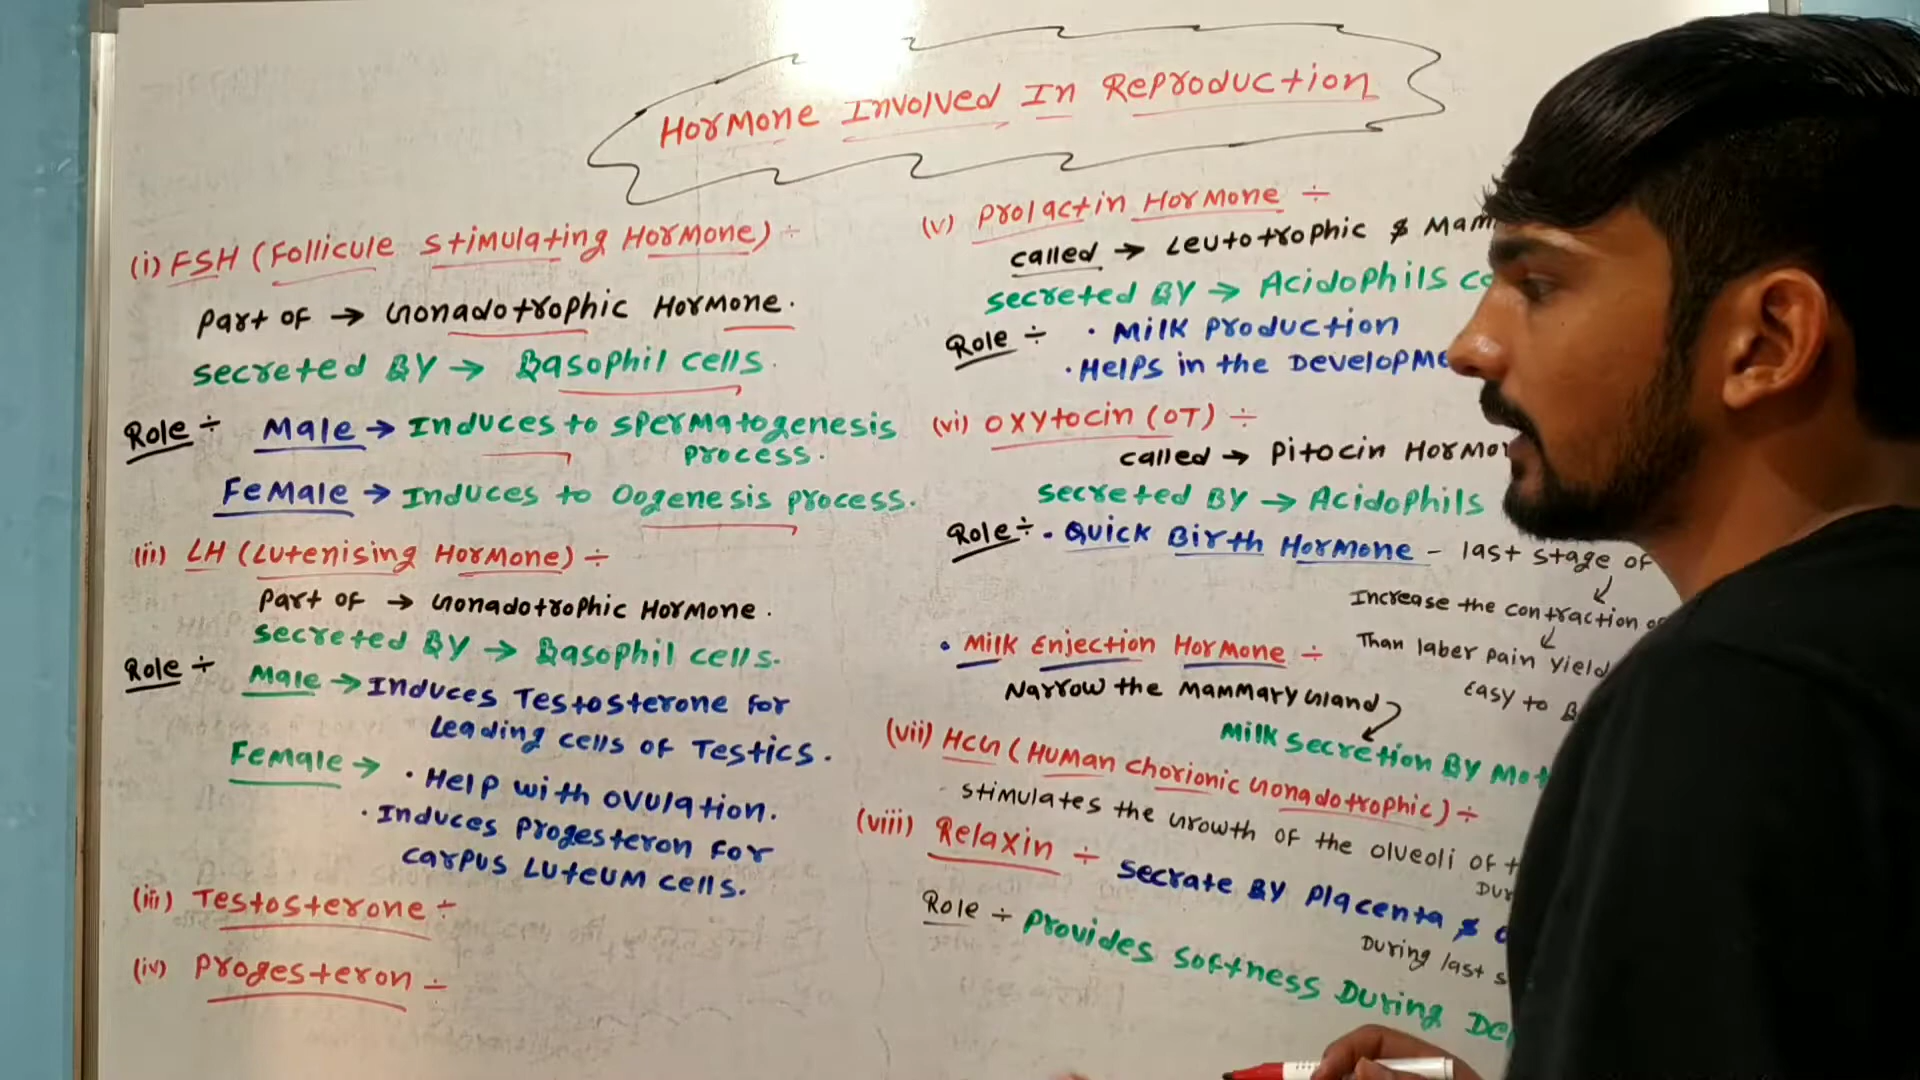 Hormone Involved In Reproduction
(i) FSH (Follicule stimulating Hormone) ÷
Part of → Gonadotrophic Hormone.
secreted By → Basophil cells.
Role ÷ Male → Induces to spermatogenesis
process.
Female → Induces to Oogenesis process.
(ii) LH (Lutenising Hormone) ÷
Part of → Gonadotrophic Hormone.
secreted By → Basophil cells.
Role ÷ Male → Induces Testosterone for
Leading cells of Testics.
Female → • Help with ovulation.
• Induces Progesteron for
carpus Luteum cells.
(iii) Testosterone ÷
(iv) Progesteron ÷
(v) Prolactin Hormone ÷
called → Leutotrophic & Mam
secreted By → Acidophils
Role ÷ • Milk production
• Helps in the Developme
(vi) Oxytocin (OT) ÷
called → Pitocin Hormo
secreted By → Acidophils
Role ÷ • Quick Birth Hormone – last stage of
↓
Increase the contraction
↓
Than laber pain yield
easy to
• Milk Enjection Hormone ÷
Narrow the Mammary Gland
Milk secretion By Mot
(vii) HCG (Human chorionic Gonadotrophic) ÷
stimulates the Growth of the olveoli of
Dur
(viii) Relaxin ÷ secrate By Placenta &
During last s
Role ÷ Provides Softness During De